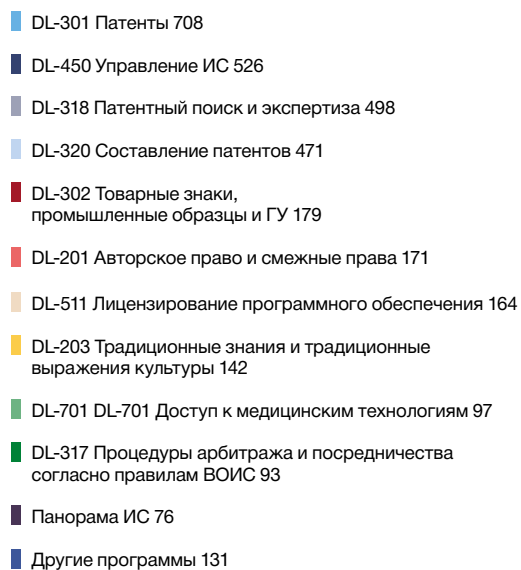 DL-301 Патенты 708
DL-450 Управление ИС 526
DL-318 Патентный поиск и экспертиза 498
DL-320 Составление патентов 471
DL-302 Товарные знаки,
промышленные образцы и ГУ 179
DL-201 Авторское право и смежные права 171
DL-511 Лицензирование программного обеспечения 164
DL-203 Традиционные знания и традиционные
выражения культуры 142
DL-701 DL-701 Доступ к медицинским технологиям 97
DL-317 Процедуры арбитража и посредничества
согласно правилам ВОИС 93
Панорама ИС 76
Другие программы 131